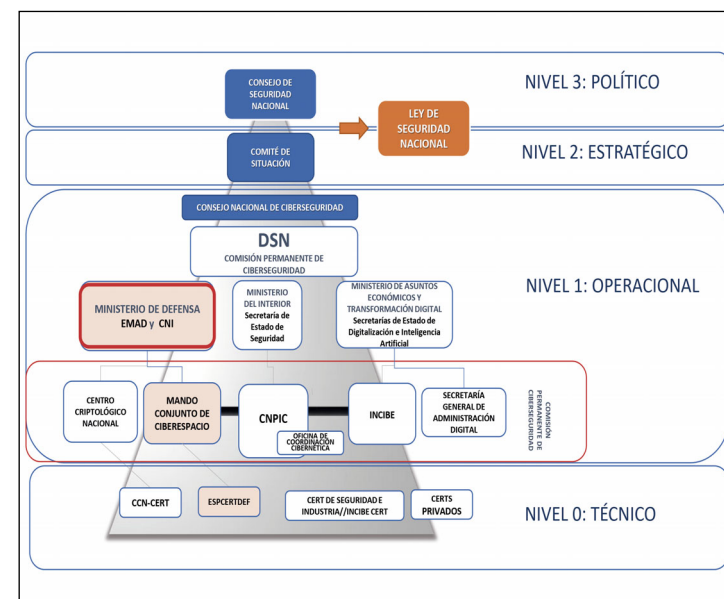 CONSEJO DE
SEGURIDAD
NACIONAL
NIVEL 3: POLÍTICO
LEY DE
SEGURIDAD
NACIONAL
COMITÉ DE
SITUACIÓN
NIVEL 2: ESTRATÉGICO
CONSEJO NACIONAL DE CIBERSEGURIDAD
DSN
COMISIÓN PERMANENTE DE
CIBERSEGURIDAD
NIVEL 1: OPERACIONAL
MINISTERIO DE DEFENSA
EMAD y CNI
MINISTERIO
DEL INTERIOR
Secretaría de
Estado de
Seguridad
MINISTERIO DE ASUNTOS
ECONÓMICOS Y
TRANSFORMACIÓN DIGITAL
Secretarías de Estado de
Digitalización e Inteligencia
Artificial
CENTRO
CRIPTOLÓGICO
NACIONAL
MANDO
CONJUNTO DE
CIBERESPACIO
CNPIC
OFICINA DE
COORDINACIÓN
CIBERNÉTICA
INCIBE
SECRETARÍA
GENERAL DE
ADMINISTRACIÓN
DIGITAL
COMISIÓN
PERMANENTE DE
CIBERSEGURIDAD
CCN-CERT
ESPCERTDEF
CERT DE SEGURIDAD E
INDUSTRIA//INCIBE CERT
CERTS
PRIVADOS
NIVEL 0: TÉCNICO